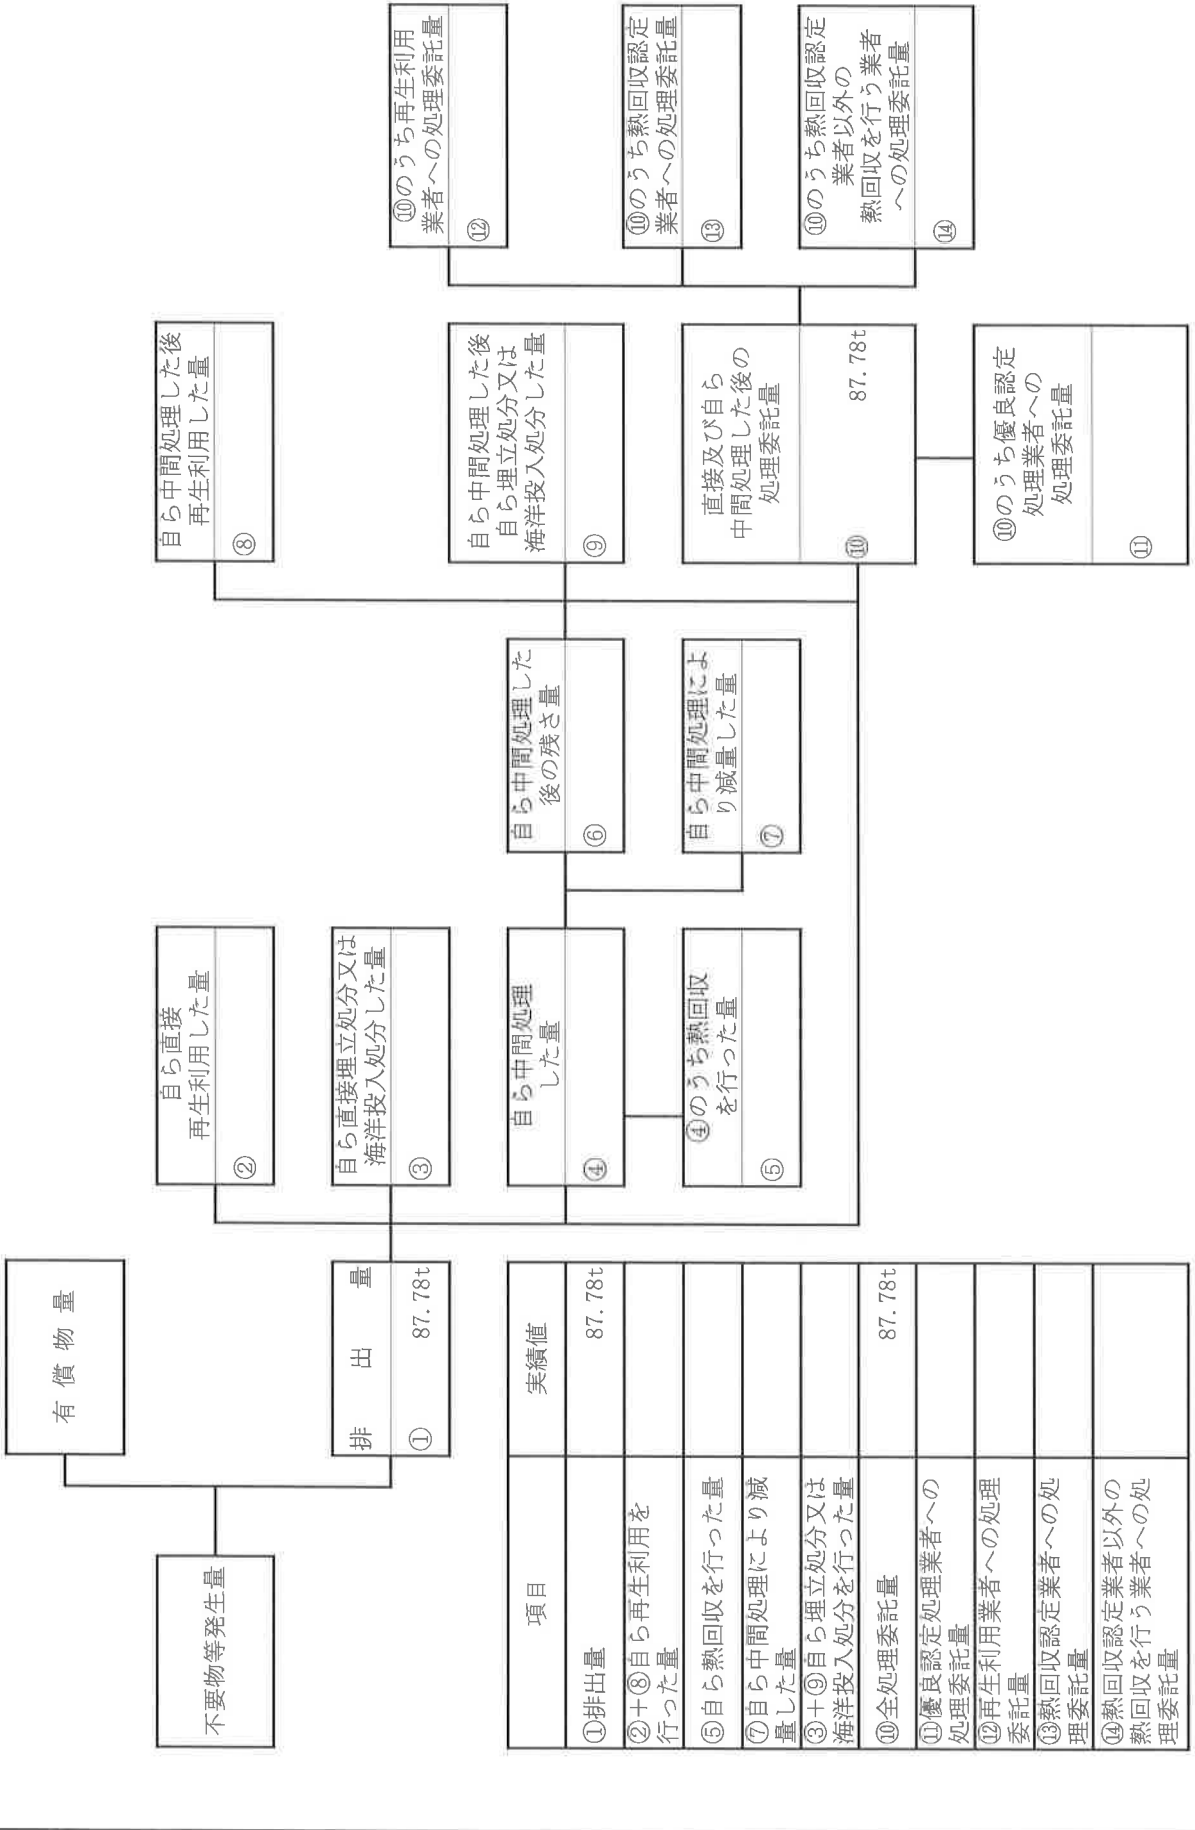 不要物等発生量
有償物量
排出量
① 87.78t
自ら直接
再生利用した量
②
自ら直接埋立処分又は
海洋投入処分した量
③
自ら中間処理
した量
④
④のうち熱回収
を行った量
⑤
自ら中間処理した
後の残さ量
⑥
自ら中間処理によ
り減量した量
⑦
自ら中間処理した後
再生利用した量
⑧
自ら中間処理した後
自ら埋立処分又は
海洋投入処分した量
⑨
直接及び自ら
中間処理した後の
処理委託量
⑩ 87.78t
⑩のうち優良認定
処理業者への
処理委託量
⑪
⑩のうち再生利用
業者への処理委託量
⑫
⑩のうち熱回収認定
業者への処理委託量
⑬
⑩のうち熱回収認定
業者以外の
熱回収を行う業者
への処理委託量
⑭
項目 実績値
①排出量 87.78t
②+⑧自ら再生利用を
行った量
⑤自ら熱回収を行った量
⑦自ら中間処理により減
量した量
③+⑨自ら埋立処分又は
海洋投入処分を行った量
⑩全処理委託量 87.78t
⑪優良認定処理業者への
処理委託量
⑫再生利用業者への処理
委託量
⑬熱回収認定業者への処
理委託量
⑭熱回収認定業者以外の
熱回収を行う業者への処
理委託量